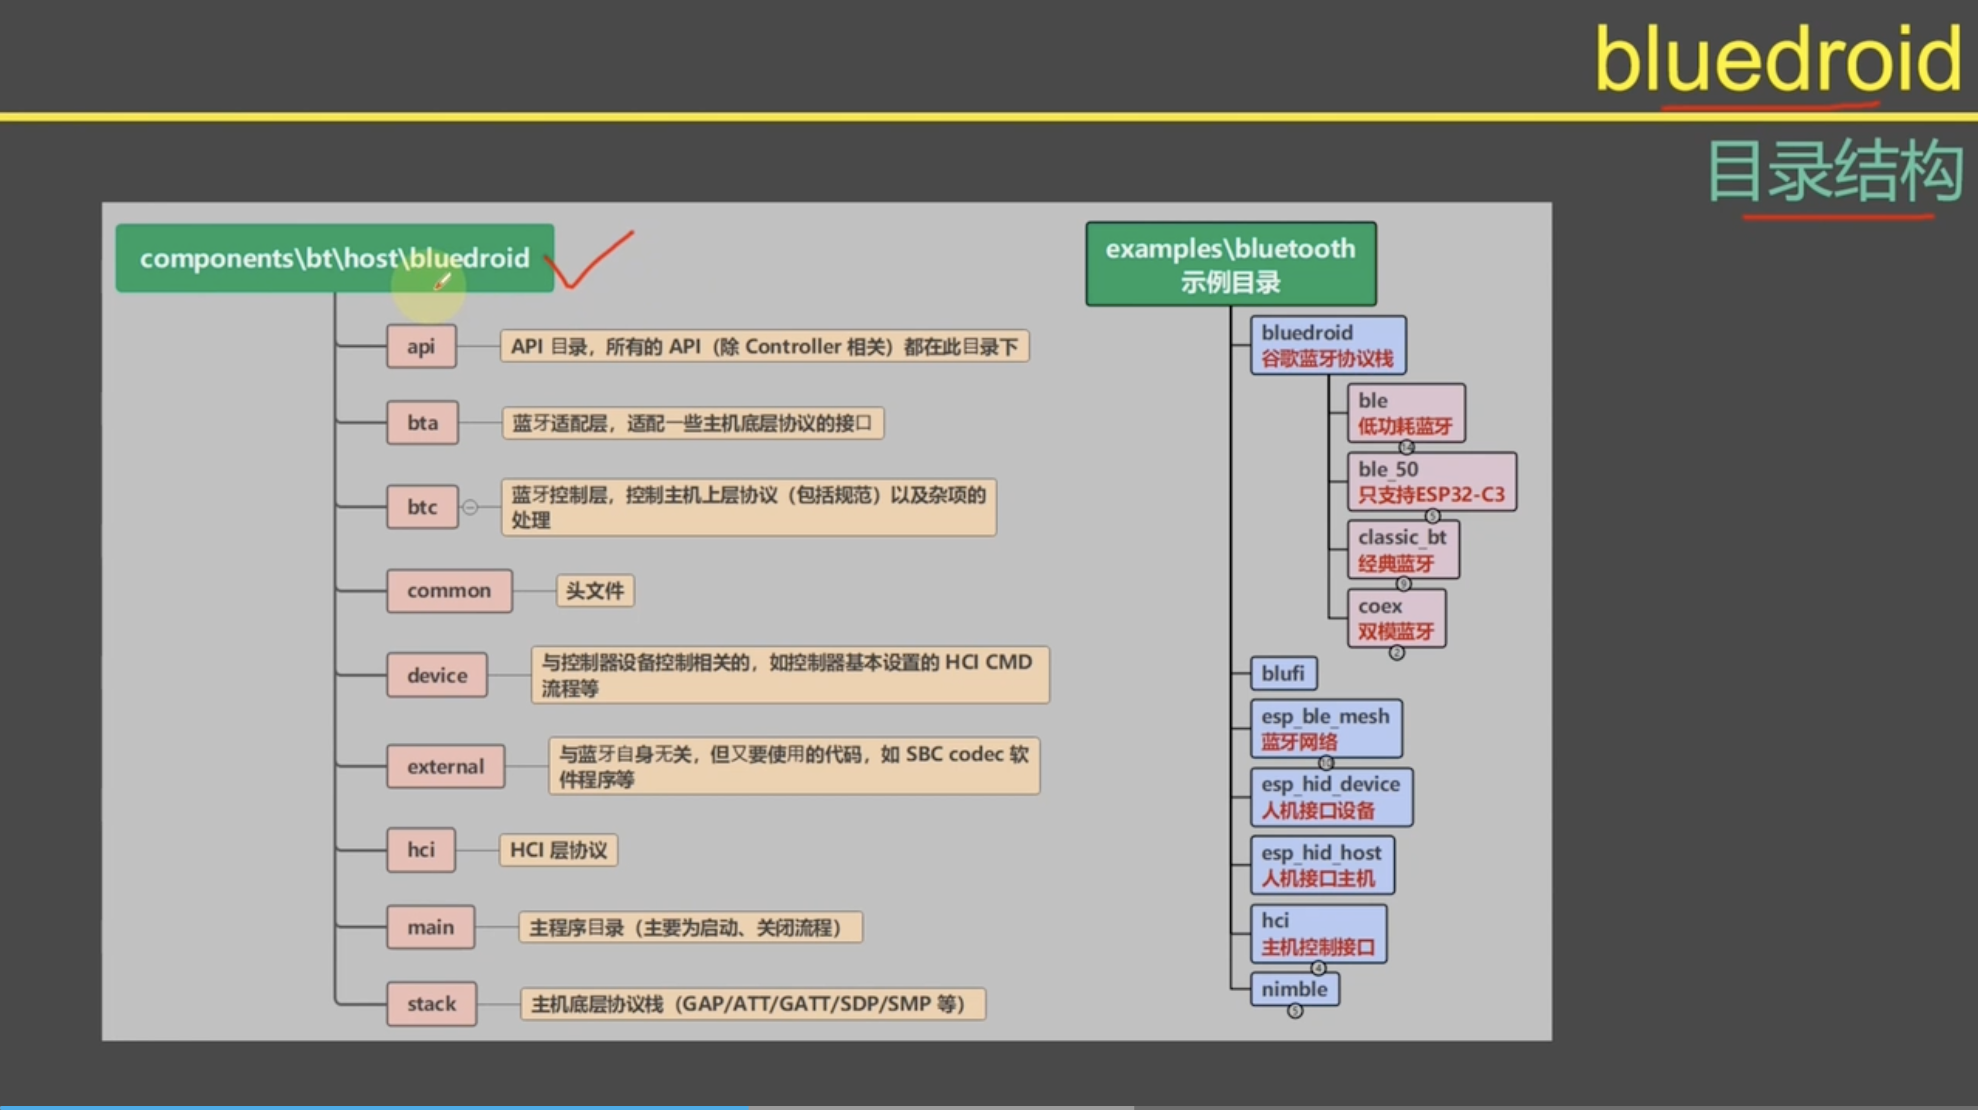 bluedroid
目录结构
components\bt\host\bluedroid
api
API 目录，所有的 API（除 Controller 相关）都在此目录下
bta
蓝牙适配层，适配一些主机底层协议的接口
btc
蓝牙控制层，控制主机上层协议（包括规范）以及杂项的
处理
common
头文件
device
与控制器设备控制相关的，如控制器基本设置的 HCI CMD
流程等
external
与蓝牙自身无关，但又要使用的代码，如 SBC codec 软
件程序等
hci
HCI 层协议
main
主程序目录（主要为启动、关闭流程）
stack
主机底层协议栈（GAP/ATT/GATT/SDP/SMP 等）
examples\bluetooth
示例目录
bluedroid
谷歌蓝牙协议栈
ble
低功耗蓝牙
14
ble_50
只支持ESP32-C3
5
classic_bt
经典蓝牙
9
coex
双模蓝牙
2
blufi
esp_ble_mesh
蓝牙网络
10
esp_hid_device
人机接口设备
esp_hid_host
人机接口主机
hci
主机控制接口
4
nimble
5